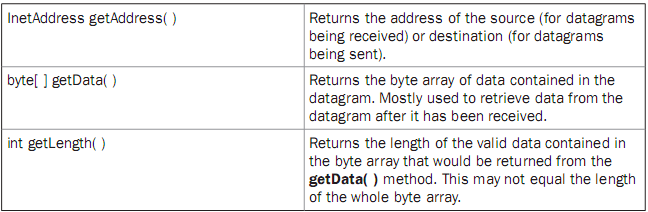 InetAddress getAddress( )
Returns the address of the source (for datagrams
being received) or destination (for datagrams
being sent).
byte[ ] getData( )
Returns the byte array of data contained in the
datagram. Mostly used to retrieve data from the
datagram after it has been received.
int getLength( )
Returns the length of the valid data contained in
the byte array that would be returned from the
getData( ) method. This may not equal the length
of the whole byte array.